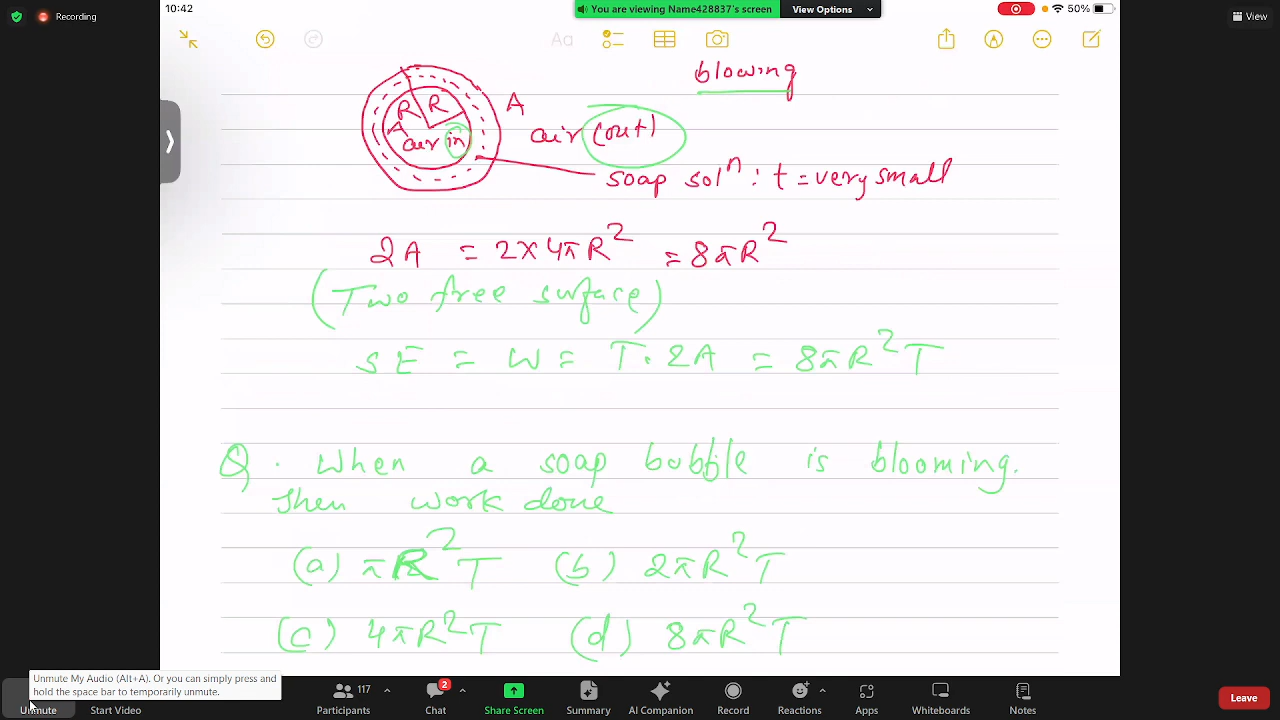 10:42
Recording
You are viewing Name428837's screen
View Options
50%
View
Aa
blowing
R R A
A air (out)
air in
soap solⁿ : t = very small
2A = 2×4πR² = 8πR²
(Two free surface)
SE = W = T . 2A = 8πR²T
Q . When a soap bubble is blooming.
Then work done
(a) πR²T (b) 2πR²T
(c) 4πR²T (d) 8πR²T
Unmute My Audio (Alt+A). Or you can simply press and
hold the space bar to temporarily unmute.
Unmute
Start Video
Participants 117
Chat 2
Share Screen
Summary
AI Companion
Record
Reactions
Apps
Whiteboards
Notes
Leave